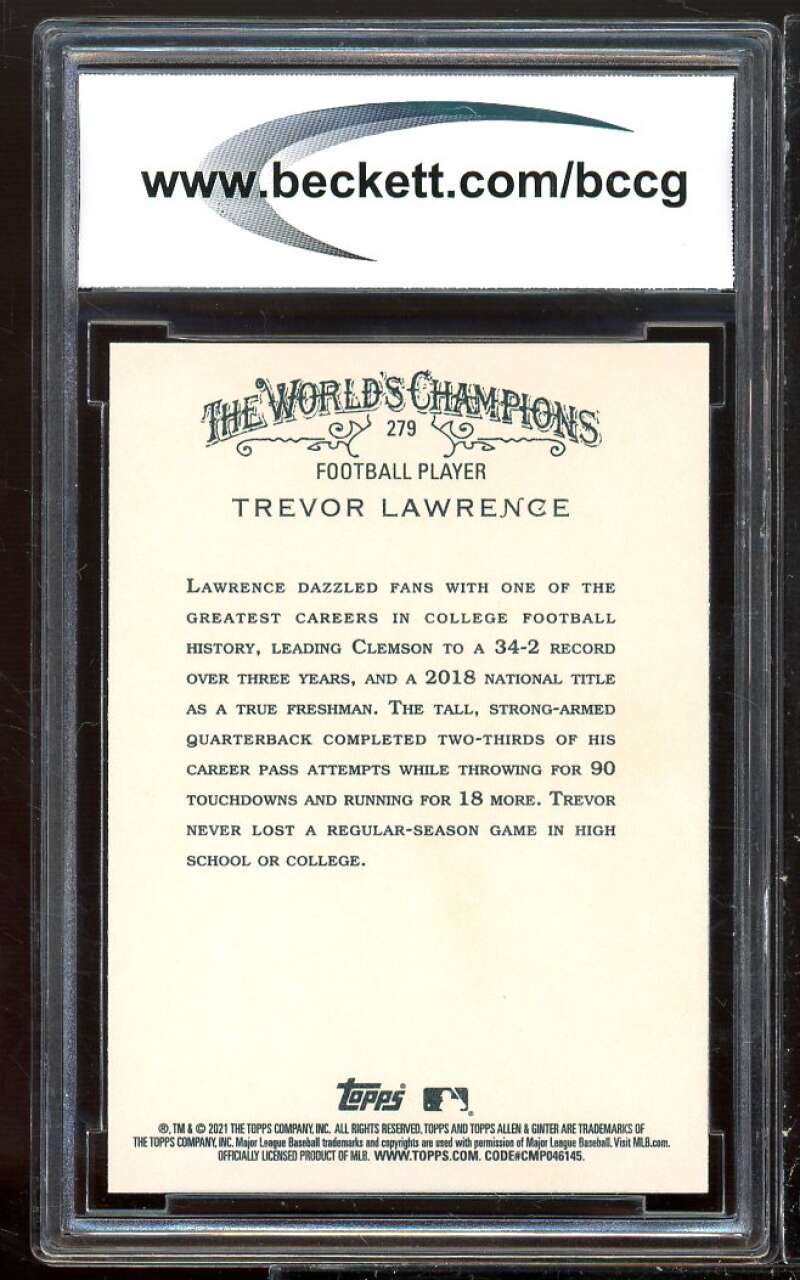 www.beckett.com/bccg
THE WORLD'S CHAMPIONS
279
FOOTBALL PLAYER
TREVOR LAWRENCE
LAWRENCE DAZZLED FANS WITH ONE OF THE
GREATEST CAREERS IN COLLEGE FOOTBALL
HISTORY, LEADING CLEMSON TO A 34-2 RECORD
OVER THREE YEARS, AND A 2018 NATIONAL TITLE
AS A TRUE FRESHMAN. THE TALL, STRONG-ARMED
QUARTERBACK COMPLETED TWO-THIRDS OF HIS
CAREER PASS ATTEMPTS WHILE THROWING FOR 90
TOUCHDOWNS AND RUNNING FOR 18 MORE. TREVOR
NEVER LOST A REGULAR-SEASON GAME IN HIGH
SCHOOL OR COLLEGE.
Topps
®, TM & © 2021 THE TOPPS COMPANY, INC. ALL RIGHTS RESERVED. TOPPS AND TOPPS ALLEN & GINTER ARE TRADEMARKS OF
THE TOPPS COMPANY, INC. Major League Baseball trademarks and copyrights are used with permission of Major League Baseball. Visit MLB.com.
OFFICIALLY LICENSED PRODUCT OF MLB. WWW.TOPPS.COM. CODE#CMP046145.